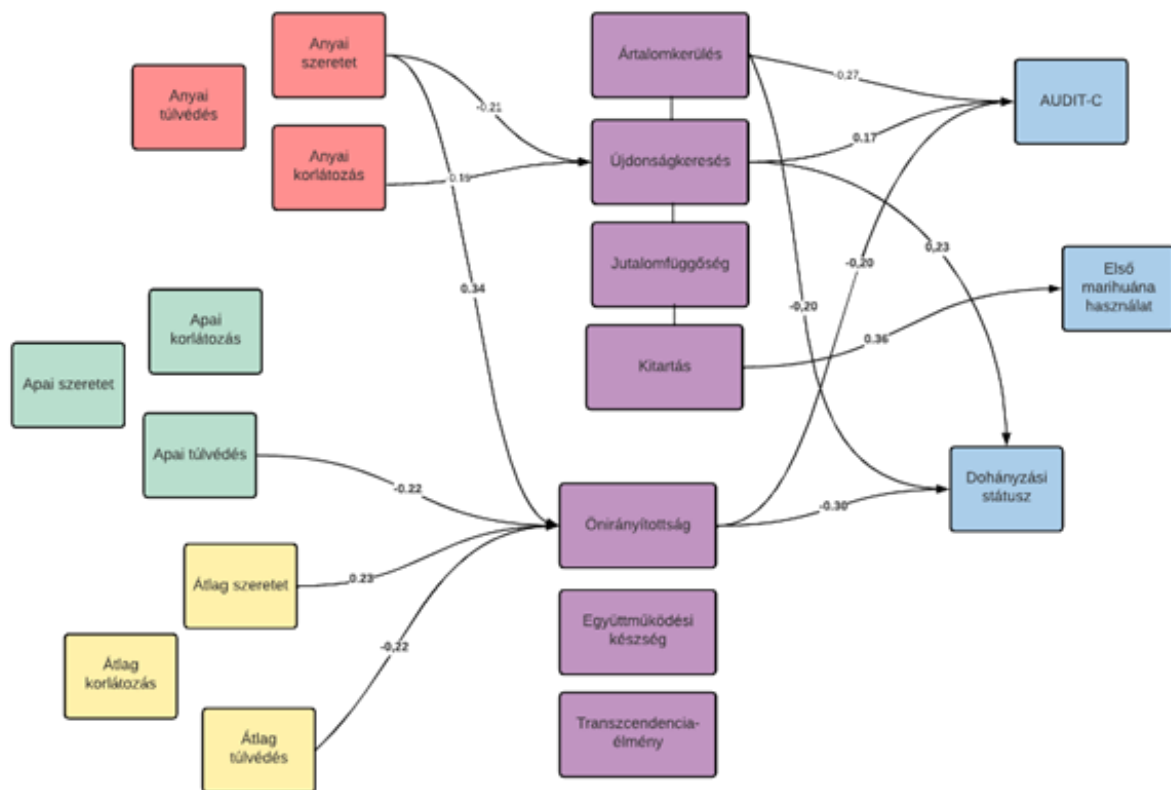 Anyai
szeretet
Anyai
túlvédés
Anyai
korlátozás
Apai
korlátozás
Apai szeretet
Apai túlvédés
Átlag szeretet
Átlag
korlátozás
Átlag
túlvédés
Ártalomkerülés
Újdonságkeresés
Jutalomfüggőség
Kitartás
Önirányítottság
Együttműködési
készség
Transzcendencia-
élmény
AUDIT-C
Első
marihuána
használat
Dohányzási
státusz
-0.21
0.34
-0.22
0.23
-0,22
0.17
0,23
-0,20
-0,20
0.36
-0.30